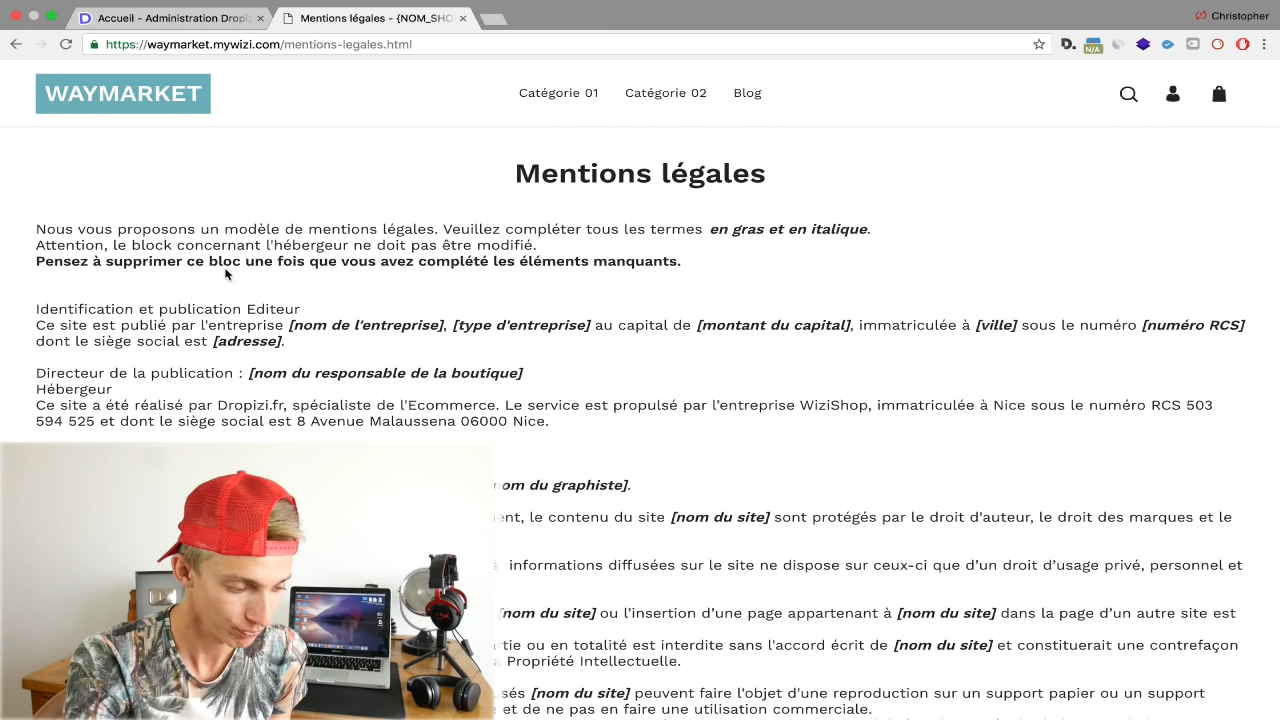 Accueil - Administration Dropiz
Mentions légales - {NOM_SHO
Christopher
https://waymarket.mywizi.com/mentions-legales.html
D.
N/A
WAYMARKET
Catégorie 01
Catégorie 02
Blog
Mentions légales
Nous vous proposons un modèle de mentions légales. Veuillez compléter tous les termes en gras et en italique.
Attention, le block concernant l'hébergeur ne doit pas être modifié.
Pensez à supprimer ce bloc une fois que vous avez complété les éléments manquants.
Identification et publication Editeur
Ce site est publié par l'entreprise [nom de l'entreprise], [type d'entreprise] au capital de [montant du capital], immatriculée à [ville] sous le numéro [numéro RCS]
dont le siège social est [adresse].
Directeur de la publication : [nom du responsable de la boutique]
Hébergeur
Ce site a été réalisé par Dropizi.fr, spécialiste de l'Ecommerce. Le service est propulsé par l’entreprise WiziShop, immatriculée à Nice sous le numéro RCS 503
594 525 et dont le siège social est 8 Avenue Malaussena 06000 Nice.
nom du graphiste].
ent, le contenu du site [nom du site] sont protégés par le droit d'auteur, le droit des marques et le
informations diffusées sur le site ne dispose sur ceux-ci que d’un droit d’usage privé, personnel et
[nom du site] ou l’insertion d’une page appartenant à [nom du site] dans la page d’un autre site est
tie ou en totalité est interdite sans l'accord écrit de [nom du site] et constituerait une contrefaçon
Propriété Intellectuelle.
sés [nom du site] peuvent faire l'objet d'une reproduction sur un support papier ou un support
et de ne pas en faire une utilisation commerciale.